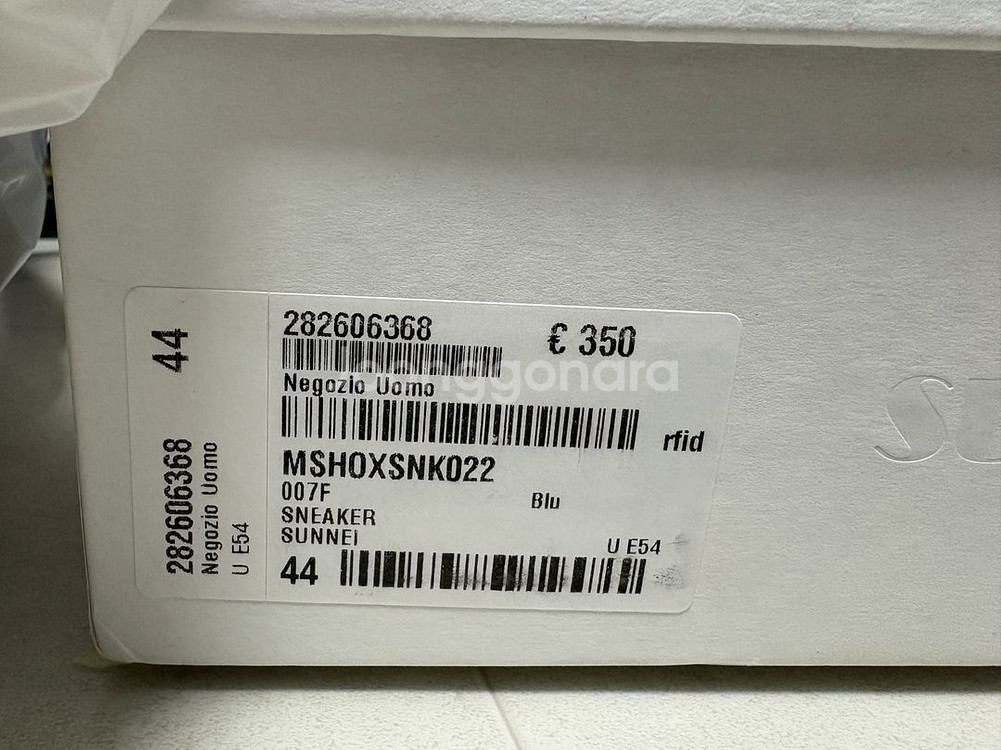 44
282606368
Negozio Uomo
U E54
282606368
€ 350
Negozio Uomo
rfid
MSHOXSNK022
007F
Blu
SNEAKER
SUNNEI
U E54
44